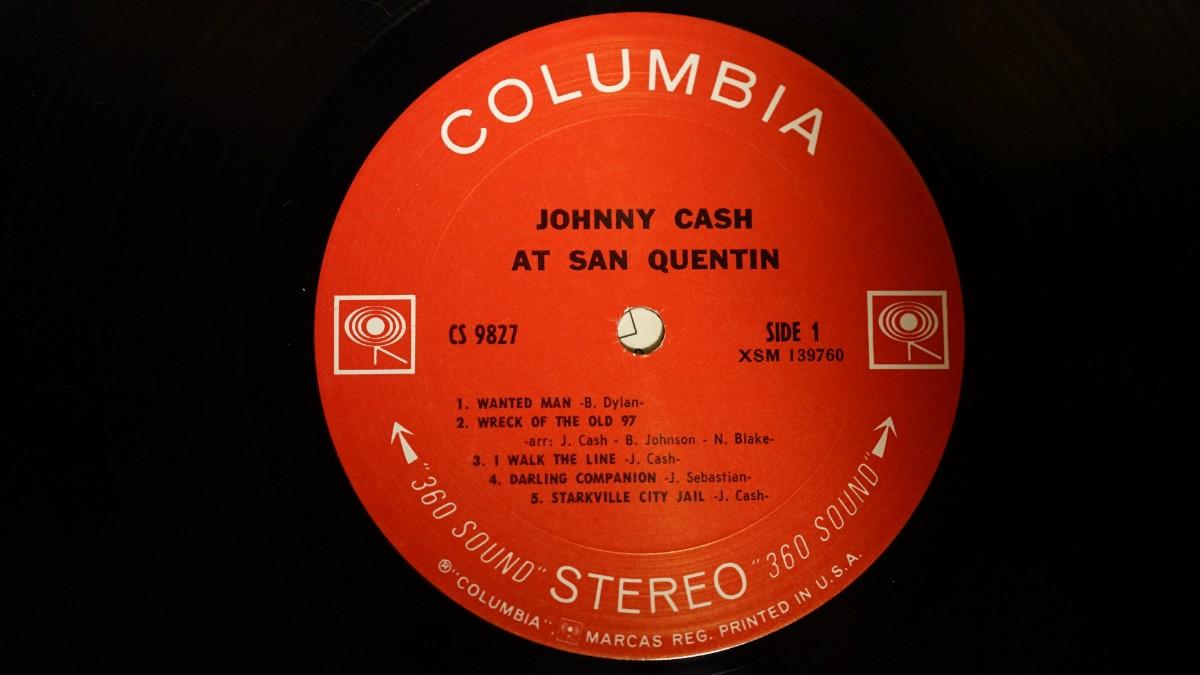 COLUMBIA
JOHNNY CASH
AT SAN QUENTIN
CS 9827
SIDE 1
XSM 139760
1. WANTED MAN -B. Dylan-
2. WRECK OF THE OLD 97
-arr: J. Cash - B. Johnson - N. Blake-
3. I WALK THE LINE -J. Cash-
4. DARLING COMPANION -J. Sebastian-
5. STARKVILLE CITY JAIL -J. Cash-
"360 SOUND" STEREO "360 SOUND"
®"COLUMBIA", MARCAS REG. PRINTED IN U.S.A.